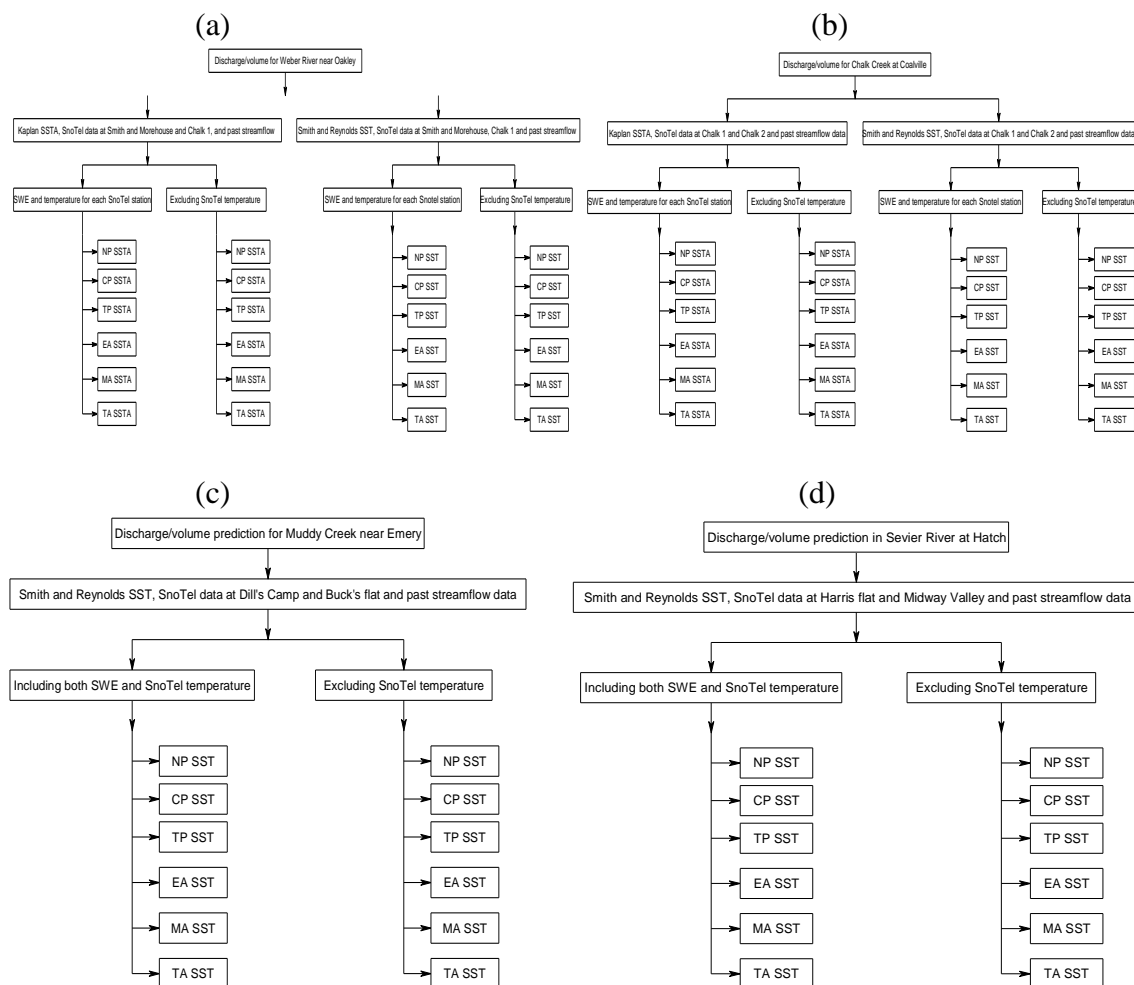 (a)
Discharge/volume for Weber River near Oakley
Kaplan SSTA, SnoTel data at Smith and Morehouse and Chalk 1, and past streamflow
Smith and Reynolds SST, SnoTel data at Smith and Morehouse, Chalk 1 and past streamflow
SWE and temperature for each SnoTel station
Excluding SnoTel temperature
SWE and temperature for each Snotel station
Excluding SnoTel temperature
NP SSTA
CP SSTA
TP SSTA
EA SSTA
MA SSTA
TA SSTA
NP SSTA
CP SSTA
TP SSTA
EA SSTA
MA SSTA
TA SSTA
NP SST
CP SST
TP SST
EA SST
MA SST
TA SST
NP SST
CP SST
TP SST
EA SST
MA SST
TA SST
(b)
Discharge/volume for Chalk Creek at Coalville
Kaplan SSTA, SnoTel data at Chalk 1 and Chalk 2 and past streamflow data
Smith and Reynolds SST, SnoTel data at Chalk 1 and Chalk 2 and past streamflow data
SWE and temperature for each SnoTel station
Excluding SnoTel temperature
SWE and temperature for each Snotel station
Excluding SnoTel temperature
NP SSTA
CP SSTA
TP SSTA
EA SSTA
MA SSTA
TA SSTA
NP SSTA
CP SSTA
TP SSTA
EA SSTA
MA SSTA
TA SSTA
NP SST
CP SST
TP SST
EA SST
MA SST
TA SST
NP SST
CP SST
TP SST
EA SST
MA SST
TA SST
(c)
Discharge/volume prediction for Muddy Creek near Emery
Smith and Reynolds SST, SnoTel data at Dill's Camp and Buck's flat and past streamflow data
Including both SWE and SnoTel temperature
Excluding SnoTel temperature
NP SST
CP SST
TP SST
EA SST
MA SST
TA SST
NP SST
CP SST
TP SST
EA SST
MA SST
TA SST
(d)
Discharge/volume prediction in Sevier River at Hatch
Smith and Reynolds SST, SnoTel data at Harris flat and Midway Valley and past streamflow data
Including both SWE and SnoTel temperature
Excluding SnoTel temperature
NP SST
CP SST
TP SST
EA SST
MA SST
TA SST
NP SST
CP SST
TP SST
EA SST
MA SST
TA SST